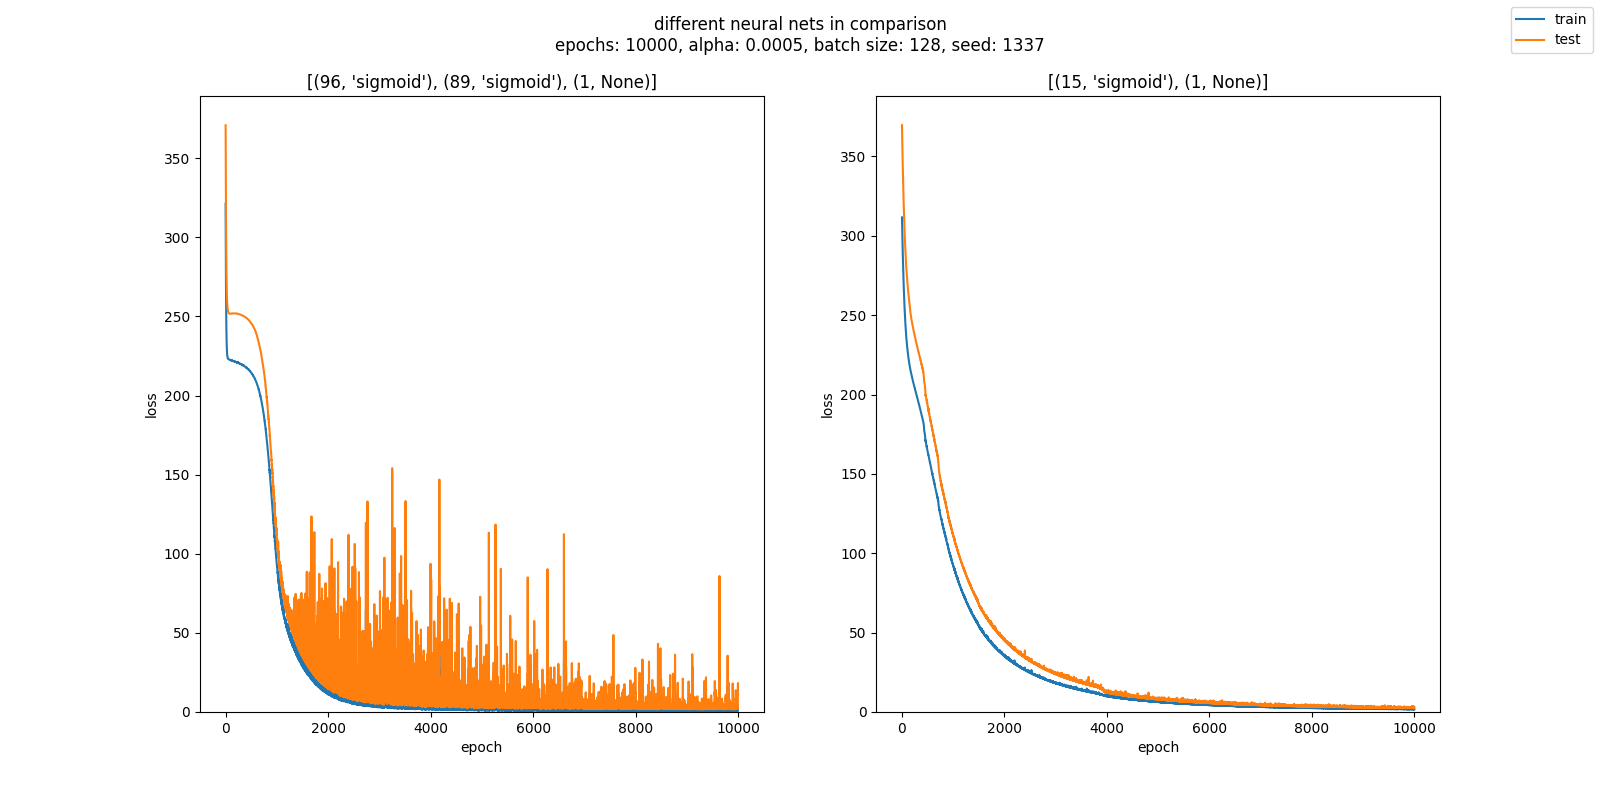 different neural nets in comparison
epochs: 10000, alpha: 0.0005, batch size: 128, seed: 1337
train
test
[(96, 'sigmoid'), (89, 'sigmoid'), (1, None)]
350
300
250
200
150
100
50
0
loss
0 2000 4000 6000 8000 10000
epoch
[(15, 'sigmoid'), (1, None)]
350
300
250
200
150
100
50
0
loss
0 2000 4000 6000 8000 10000
epoch